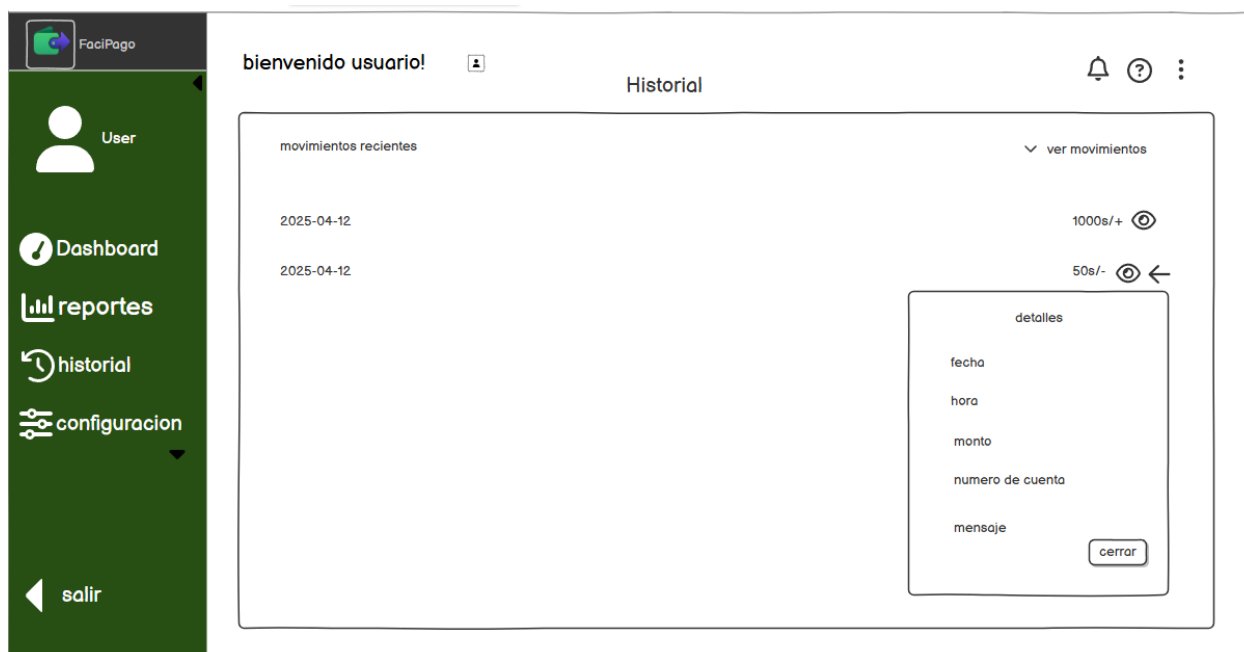 FaciPago
User
Dashboard
reportes
historial
configuracion
salir
bienvenido usuario!
Historial
movimientos recientes
ver movimientos
2025-04-12
1000s/+
2025-04-12
50s/-
detalles
fecha
hora
monto
numero de cuenta
mensaje
cerrar